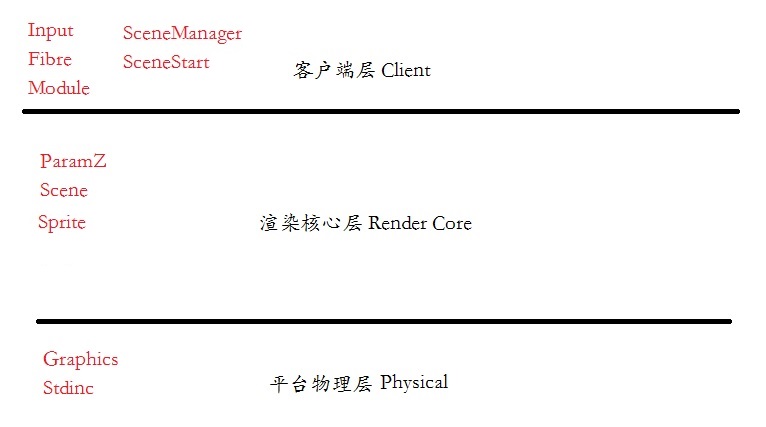 Input
Fibre
Module
SceneManager
SceneStart
客户端层 Client
ParamZ
Scene
Sprite
渲染核心层 Render Core
Graphics
Stdinc
平台物理层 Physical